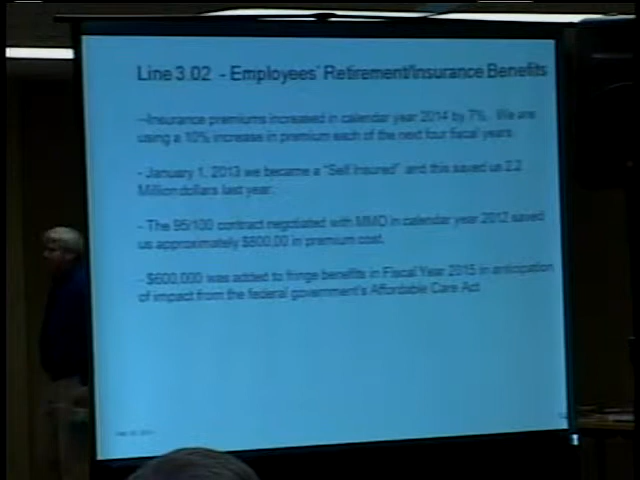 Line 3.02 - Employees' Retirement/Insurance Benefits
-Insurance premiums increased in calendar year 2014 by 7%. We are
using a 10% increase in premium each of the next four fiscal years.
- January 1, 2013 we became a "Self Insured" and this saved us 2.2
Million dollars last year.
- The 95/100 contract negotiated with MMO in calendar year 2012 saved
us approximately $800,00 in premium cost.
- $600,000 was added to fringe benefits in Fiscal Year 2015 in anticipation
of impact from the federal government's Affordable Care Act